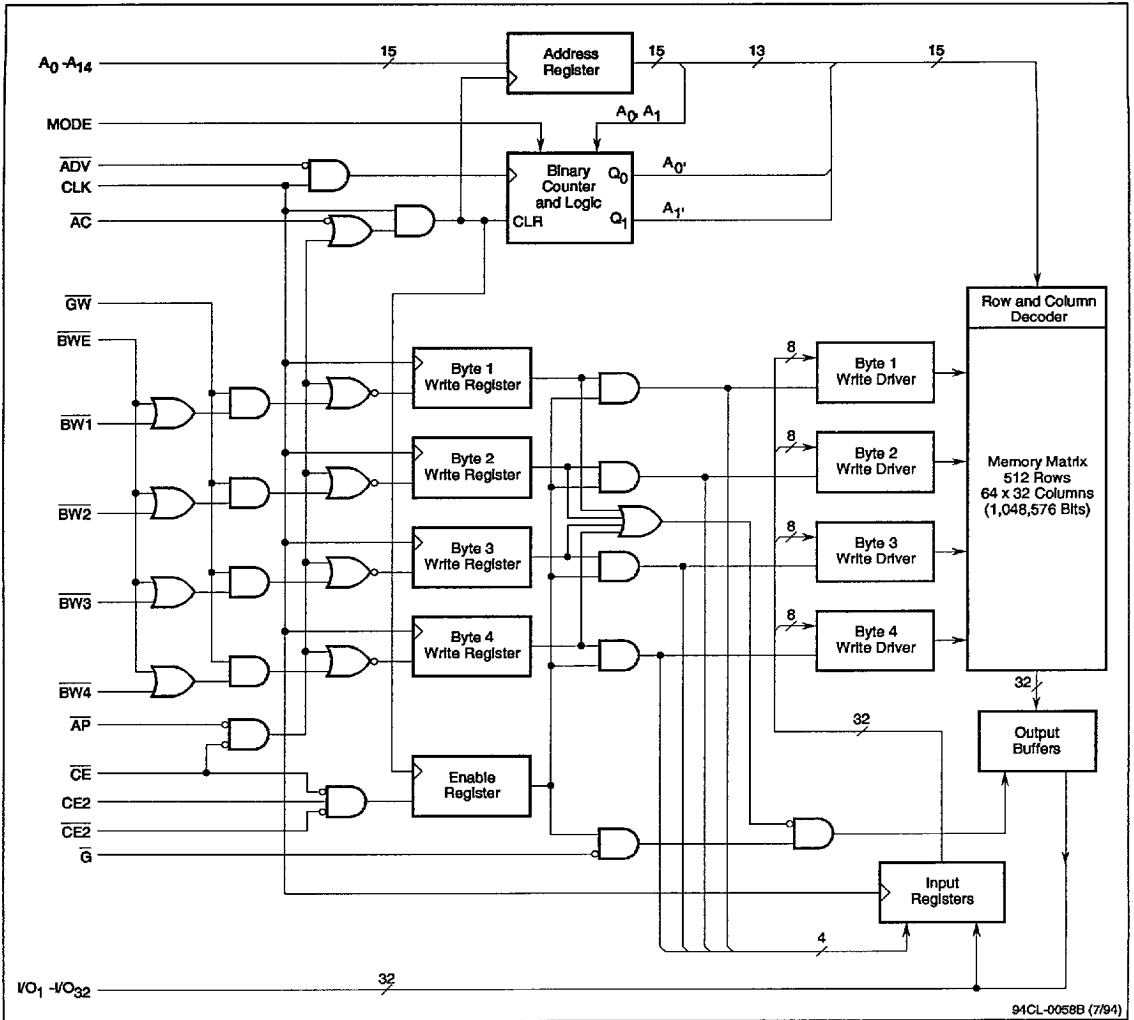 A0 -A14
15
Address
Register
15
13
15
MODE
A0, A1
ADV
CLK
Binary
Counter
and Logic
Q0
A0'
AC
CLR
Q1
A1'
GW
BWE
Row and Column
Decoder
Byte 1
Write Register
8
Byte 1
Write Driver
BW1
Byte 2
Write Register
8
Byte 2
Write Driver
Memory Matrix
512 Rows
64 x 32 Columns
(1,048,576 Bits)
BW2
Byte 3
Write Register
8
Byte 3
Write Driver
BW3
Byte 4
Write Register
8
Byte 4
Write Driver
BW4
32
AP
32
Output
Buffers
CE
Enable
Register
CE2
CE2
G
Input
Registers
4
I/O1 -I/O32
32
94CL-0058B (7/94)